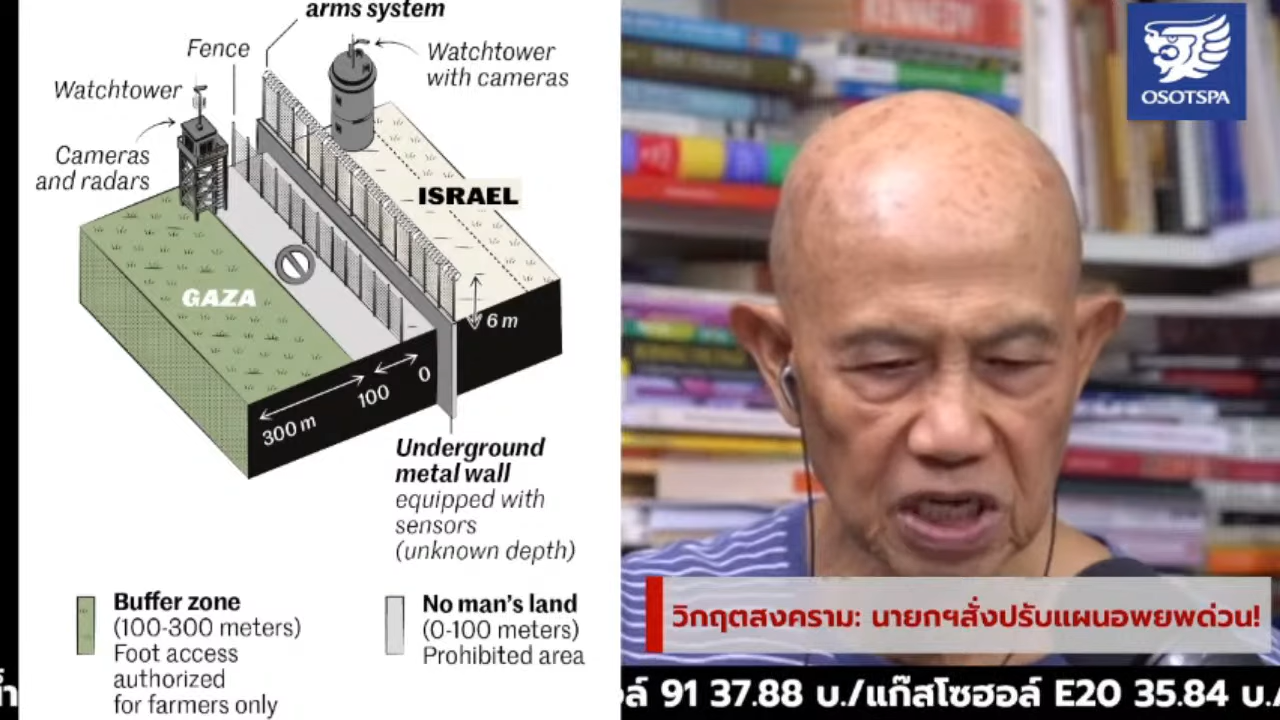 arms system
Fence
Watchtower
with cameras
Watchtower
Cameras
and radars
ISRAEL
GAZA
6 m
0
100
300 m
Underground
metal wall
equipped with
sensors
(unknown depth)
Buffer zone
(100-300 meters)
Foot access
authorized
for farmers only
No man's land
(0-100 meters)
Prohibited area
KENNEDY
OSOTSPA
วิกฤตสงคราม: นายกฯสั่งปรับแผนอพยพด่วน!
91 37.88 บ./แก๊สโซฮอล์ E20 35.84 บ./